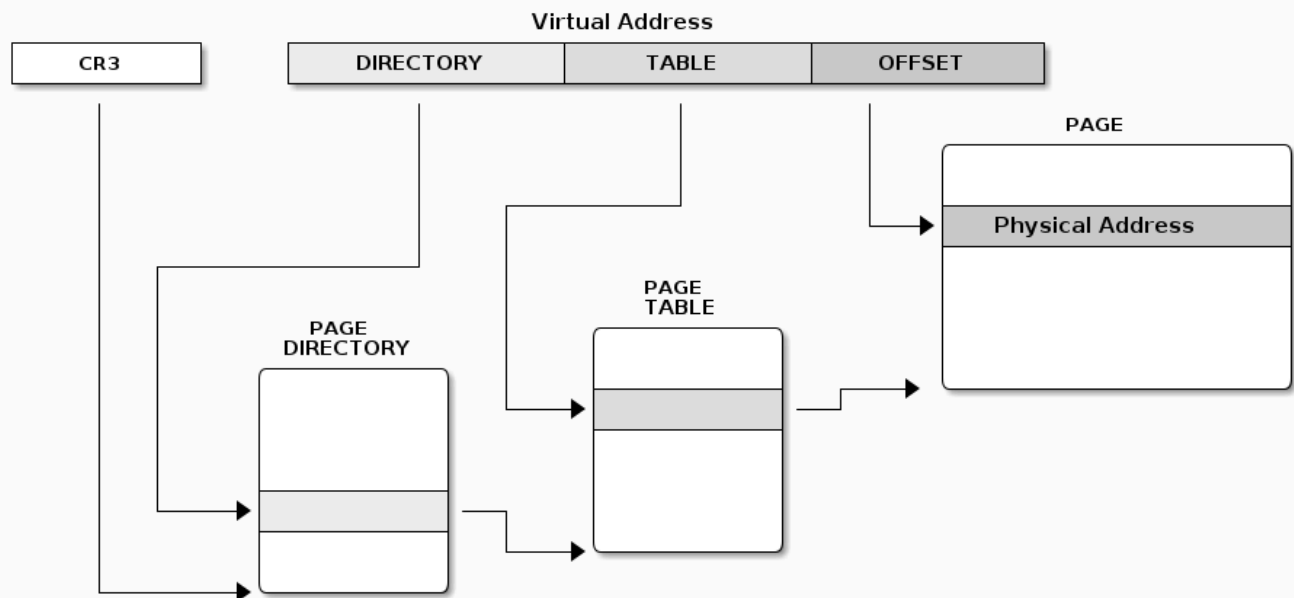 Virtual Address
CR3
DIRECTORY
TABLE
OFFSET
PAGE
Physical Address
PAGE
TABLE
PAGE
DIRECTORY